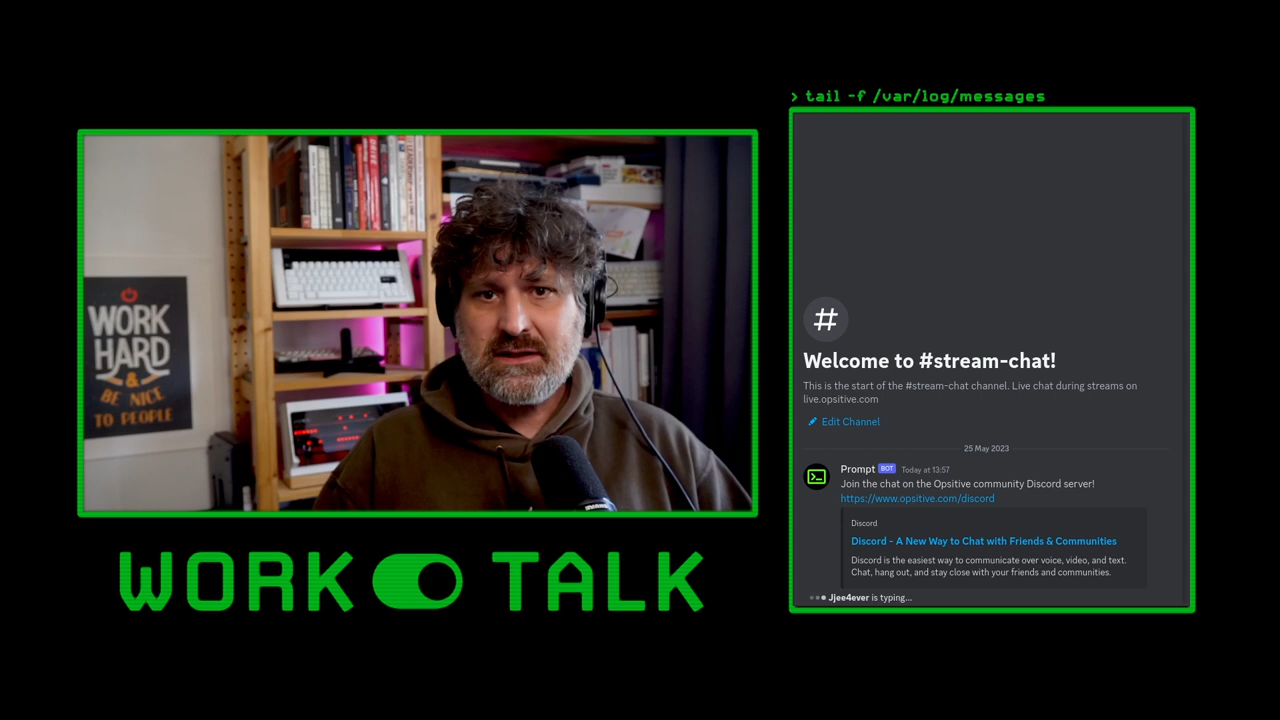 > tail -f /var/log/messages
DRIVE
LEADERSHIP
WORK
HARD
&
BE NICE
TO PEOPLE
WORK TALK
#
Welcome to #stream-chat!
This is the start of the #stream-chat channel. Live chat during streams on
live.opsitive.com
Edit Channel
25 May 2023
Prompt BOT Today at 13:57
Join the chat on the Opsitive community Discord server!
https://www.opsitive.com/discord
Discord
Discord - A New Way to Chat with Friends & Communities
Discord is the easiest way to communicate over voice, video, and text.
Chat, hang out, and stay close with your friends and communities.
Jjee4ever is typing...